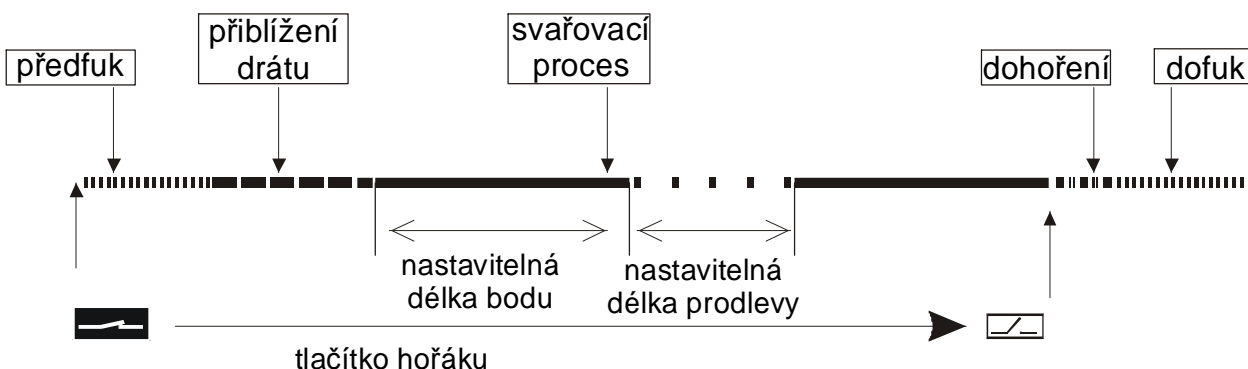 předfuk
přiblížení
drátu
svařovací
proces
dohoření
dofuk
nastavitelná
délka bodu
nastavitelná
délka prodlevy
tlačítko hořáku